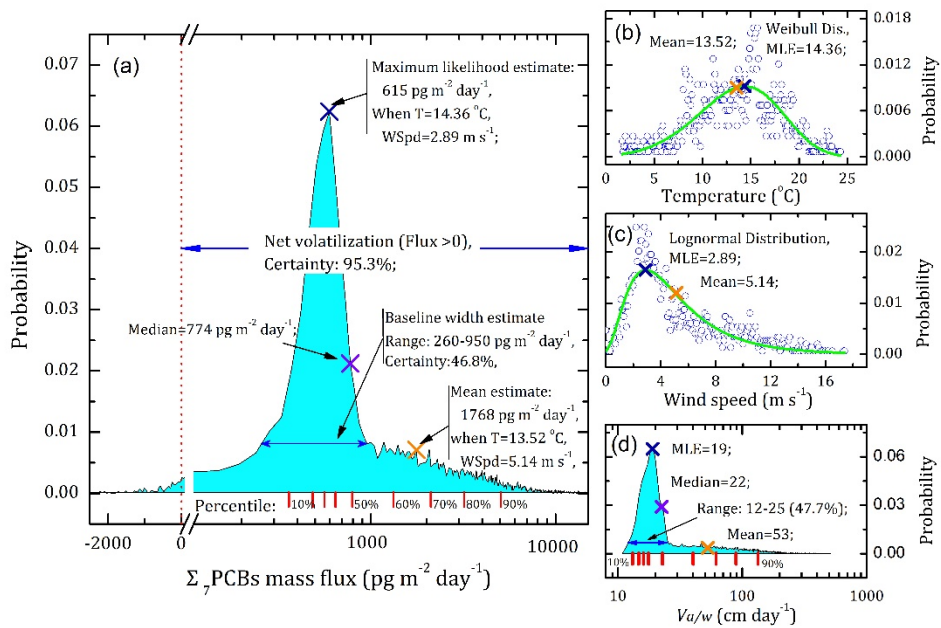 (a)
Probability
0.07
0.06
0.05
0.04
0.03
0.02
0.01
0.00
Maximum likelihood estimate:
615 pg m-2 day-1,
When T=14.36 oC,
WSpd=2.89 m s-1;
Net volatilization (Flux >0),
Certainty: 95.3%;
Median=774 pg m-2 day-1;
Baseline width estimate
Range: 260-950 pg m-2 day-1,
Certainty:46.8%,
Mean estimate:
1768 pg m-2 day-1,
when T=13.52 oC,
WSpd=5.14 m s-1,
Percentile: 10% 50% 60% 70% 80% 90%
-2000 0 1000 10000
Σ7PCBs mass flux (pg m-2 day-1)
(b)
Mean=13.52;
Weibull Dis.,
MLE=14.36;
0.018
0.012
0.006
0.000
Probability
0 5 10 15 20 25
Temperature (oC)
(c)
Lognormal Distribution,
MLE=2.89;
Mean=5.14;
0.02
0.01
0.00
Probability
0 4 8 12 16
Wind speed (m s-1)
(d)
MLE=19;
Median=22;
Range: 12-25 (47.7%);
Mean=53;
0.06
0.03
0.00
Probability
10% 90%
10 100 1000
Va/w (cm day-1)